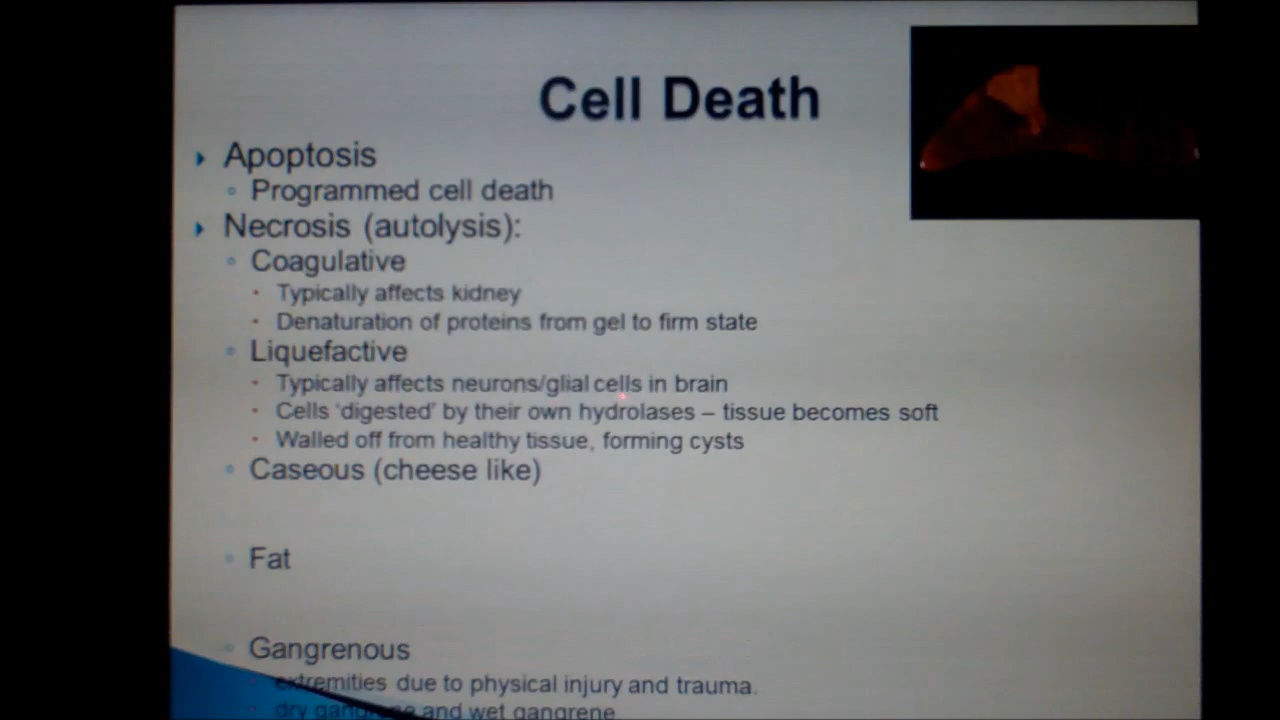 Cell Death
Apoptosis
Programmed cell death
Necrosis (autolysis):
Coagulative
Typically affects kidney
Denaturation of proteins from gel to firm state
Liquefactive
Typically affects neurons/glial cells in brain
Cells 'digested' by their own hydrolases – tissue becomes soft
Walled off from healthy tissue, forming cysts
Caseous (cheese like)
Fat
Gangrenous
extremities due to physical injury and trauma.
dry gangrene and wet gangrene